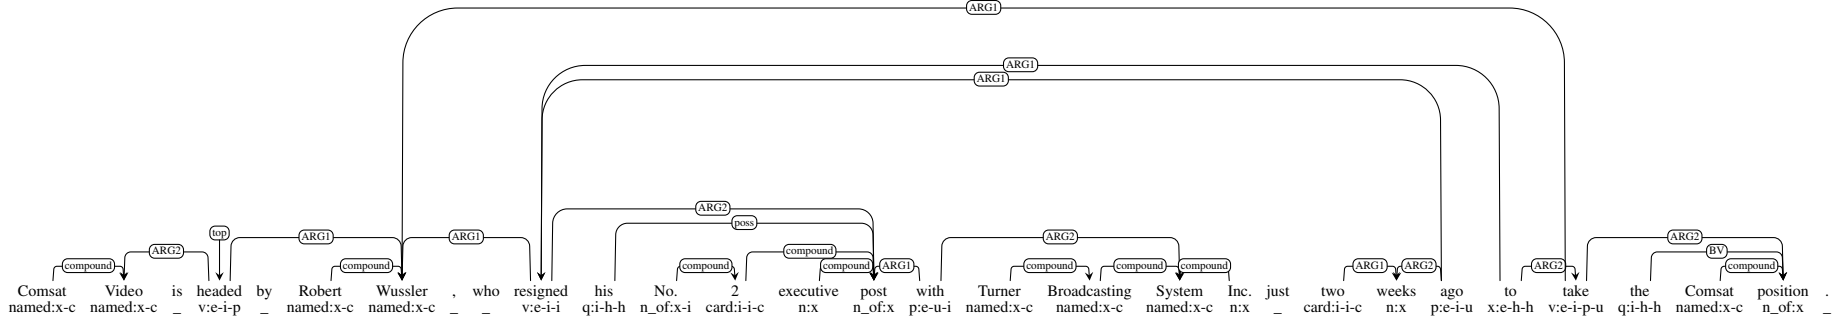 ARG1
ARG1
ARG1
ARG2
poss
top
ARG1 ARG1 ARG2 ARG2
ARG2 compound BV
compound compound compound compound ARG1 compound compound compound ARG1 ARG2 ARG2 compound
Comsat Video is headed by Robert Wussler , who resigned his No. 2 executive post with Turner Broadcasting System Inc. just two weeks ago to take the Comsat position .
named:x-c named:x-c _ v:e-i-p _ named:x-c named:x-c _ _ v:e-i-i q:i-h-h n_of:x-i card:i-i-c n:x n_of:x p:e-u-i named:x-c named:x-c named:x-c n:x _ card:i-i-c n:x p:e-i-u x:e-h-h v:e-i-p-u q:i-h-h named:x-c n_of:x _